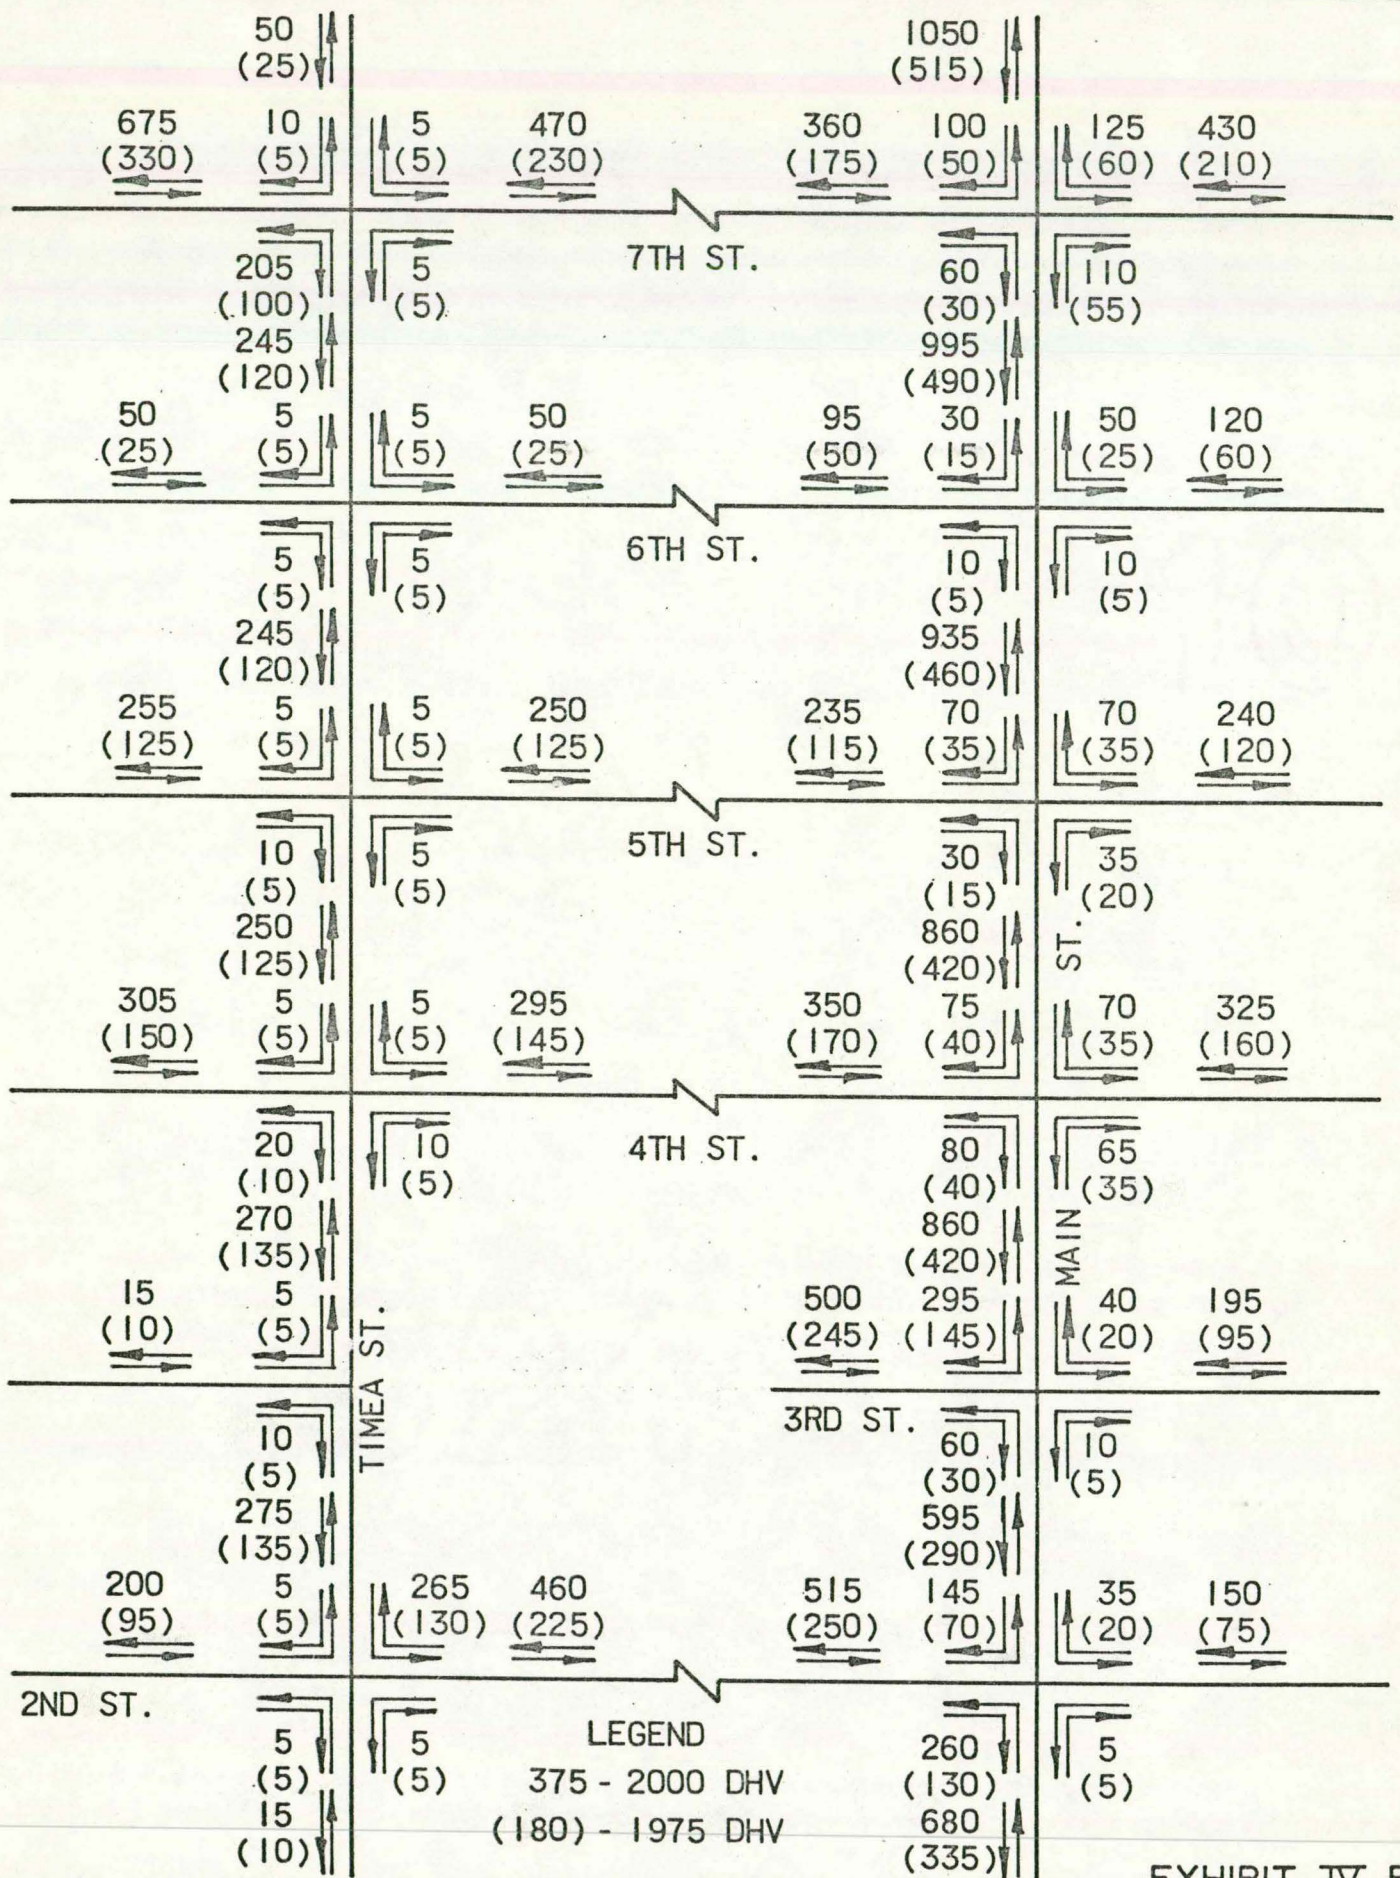 50 1050
(25) (515)
675 10 5 470 360 100 125 430
(330) (5) (5) (230) (175) (50) (60) (210)
7TH ST.
205 5 60 110
(100) (5) (30) (55)
245 995
(120) (490)
50 5 5 50 95 30 50 120
(25) (5) (5) (25) (50) (15) (25) (60)
6TH ST.
5 5 10 10
(5) (5) (5) (5)
245 935
(120) (460)
255 5 5 250 235 70 70 240
(125) (5) (5) (125) (115) (35) (35) (120)
5TH ST.
10 5 30 35
(5) (5) (15) (20)
250 860
(125) (420)
305 5 5 295 350 75 70 325
(150) (5) (5) (145) (170) (40) (35) (160)
4TH ST.
20 10 80 65
(10) (5) (40) (35)
270 860
(135) (420)
MAIN ST.
15 5 500 295 40 195
(10) (5) (245) (145) (20) (95)
TIMEA ST.
3RD ST.
10 60 10
(5) (30) (5)
275 595
(135) (290)
200 5 265 460 515 145 35 150
(95) (5) (130) (225) (250) (70) (20) (75)
2ND ST.
5 5 260 5
(5) (5) (130) (5)
15 680
(10) (335)
LEGEND
375 - 2000 DHV
(180) - 1975 DHV
EXHIBIT IV